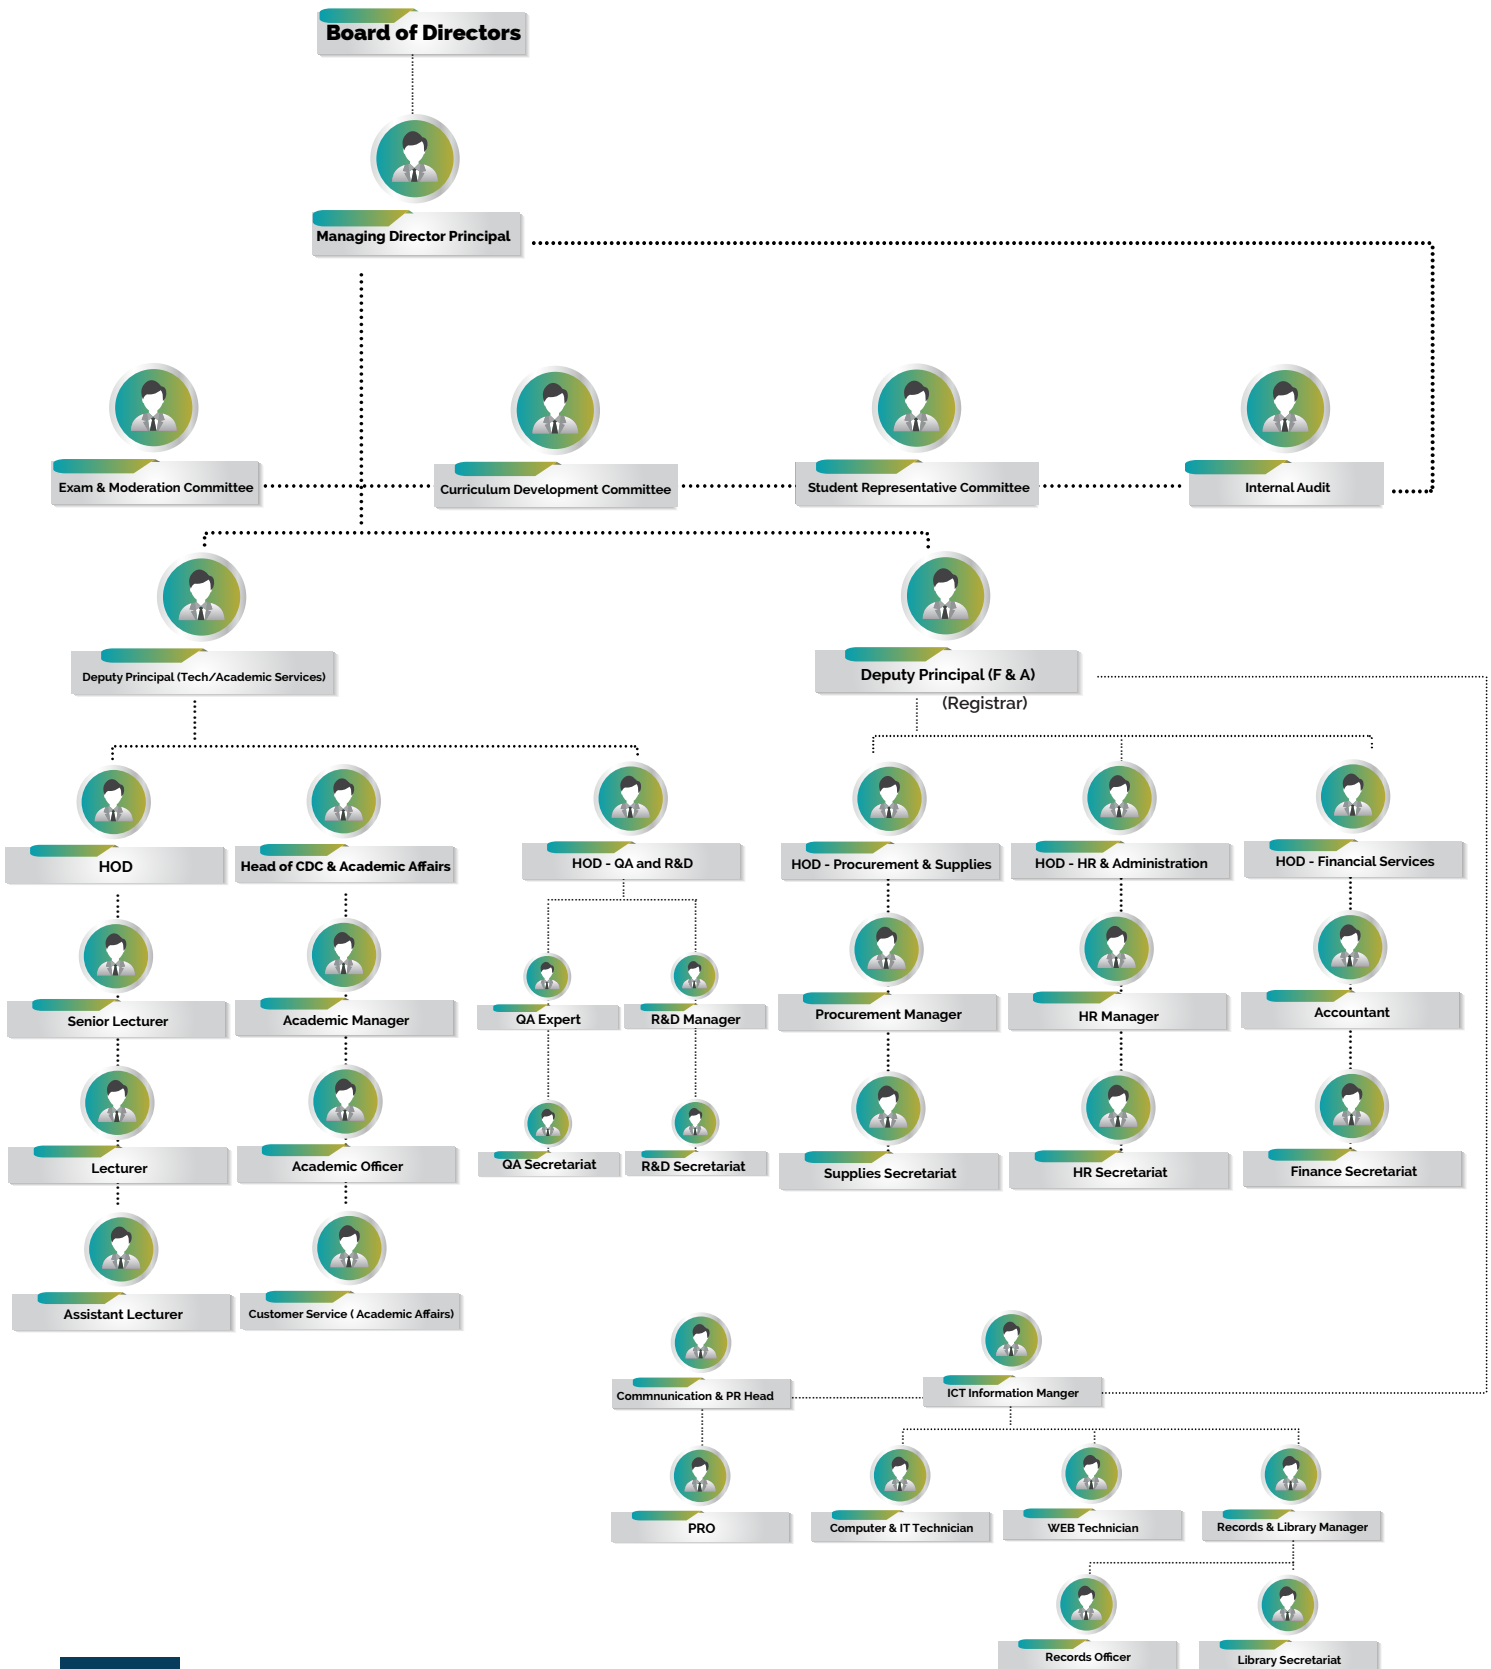 Board of Directors
Managing Director Principal
Exam & Moderation Committee
Curriculum Development Committee
Student Representative Committee
Internal Audit
Deputy Principal (Tech/Academic Services)
Deputy Principal (F & A)
(Registrar)
HOD
Head of CDC & Academic Affairs
HOD - QA and R&D
HOD - Procurement & Supplies
HOD - HR & Administration
HOD - Financial Services
Senior Lecturer
Academic Manager
QA Expert
R&D Manager
Procurement Manager
HR Manager
Accountant
Lecturer
Academic Officer
QA Secretariat
R&D Secretariat
Supplies Secretariat
HR Secretariat
Finance Secretariat
Assistant Lecturer
Customer Service ( Academic Affairs)
Commnunication & PR Head
ICT Information Manger
PRO
Computer & IT Technician
WEB Technician
Records & Library Manager
Records Officer
Library Secretariat